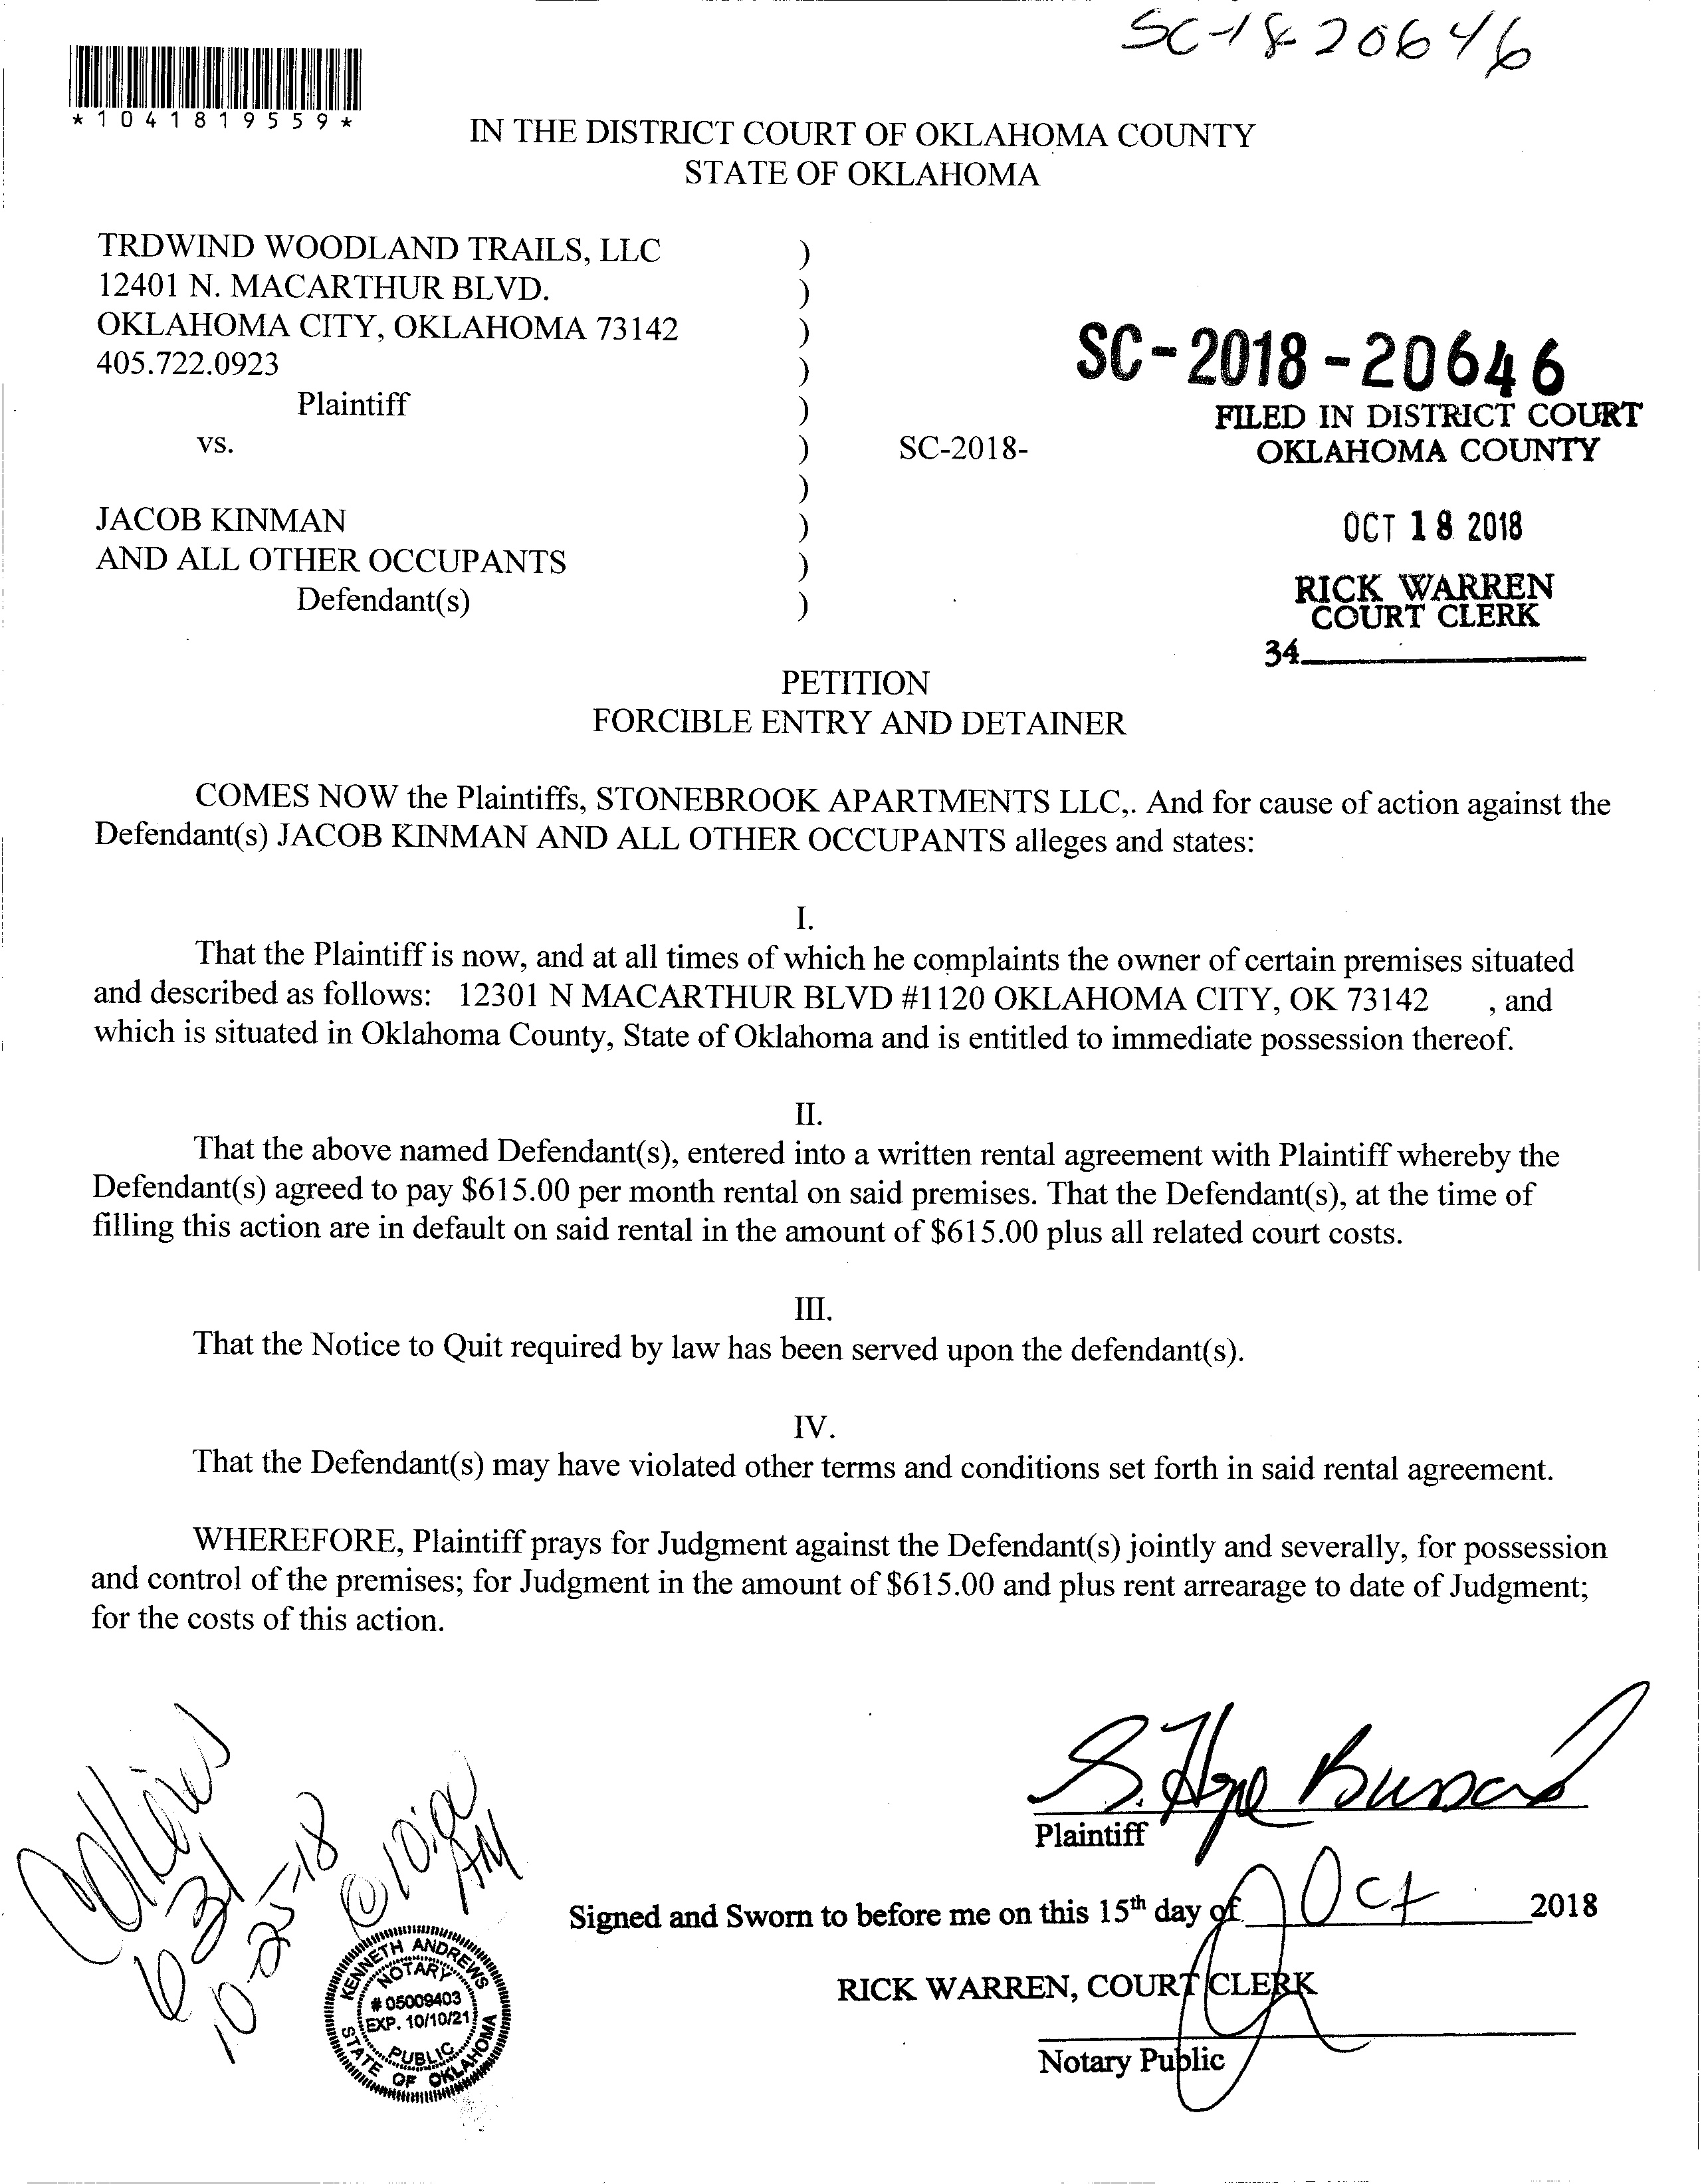 SC-18 20646
*1041819559*
IN THE DISTRICT COURT OF OKLAHOMA COUNTY
STATE OF OKLAHOMA
TRDWIND WOODLAND TRAILS, LLC )
12401 N. MACARTHUR BLVD. )
OKLAHOMA CITY, OKLAHOMA 73142 )
405.722.0923 )
Plaintiff )
vs. ) SC-2018-
)
JACOB KINMAN )
AND ALL OTHER OCCUPANTS )
Defendant(s) )
SC-2018-20646
FILED IN DISTRICT COURT
OKLAHOMA COUNTY
OCT 18 2018
RICK WARREN
COURT CLERK
34
PETITION
FORCIBLE ENTRY AND DETAINER
COMES NOW the Plaintiffs, STONEBROOK APARTMENTS LLC,. And for cause of action against the
Defendant(s) JACOB KINMAN AND ALL OTHER OCCUPANTS alleges and states:
I.
That the Plaintiff is now, and at all times of which he complaints the owner of certain premises situated
and described as follows: 12301 N MACARTHUR BLVD #1120 OKLAHOMA CITY, OK 73142 , and
which is situated in Oklahoma County, State of Oklahoma and is entitled to immediate possession thereof.
II.
That the above named Defendant(s), entered into a written rental agreement with Plaintiff whereby the
Defendant(s) agreed to pay $615.00 per month rental on said premises. That the Defendant(s), at the time of
filling this action are in default on said rental in the amount of $615.00 plus all related court costs.
III.
That the Notice to Quit required by law has been served upon the defendant(s).
IV.
That the Defendant(s) may have violated other terms and conditions set forth in said rental agreement.
WHEREFORE, Plaintiff prays for Judgment against the Defendant(s) jointly and severally, for possession
and control of the premises; for Judgment in the amount of $615.00 and plus rent arrearage to date of Judgment;
for the costs of this action.
Collins
631
10-25-18
@ 10:00
AM
S. Hope Bussard
Plaintiff
Signed and Sworn to before me on this 15th day of Oct 2018
RICK WARREN, COURT CLERK
Notary Public
KENNETH ANDREWS
NOTARY
# 05009403
EXP. 10/10/21
PUBLIC
STATE OF OKLAHOMA